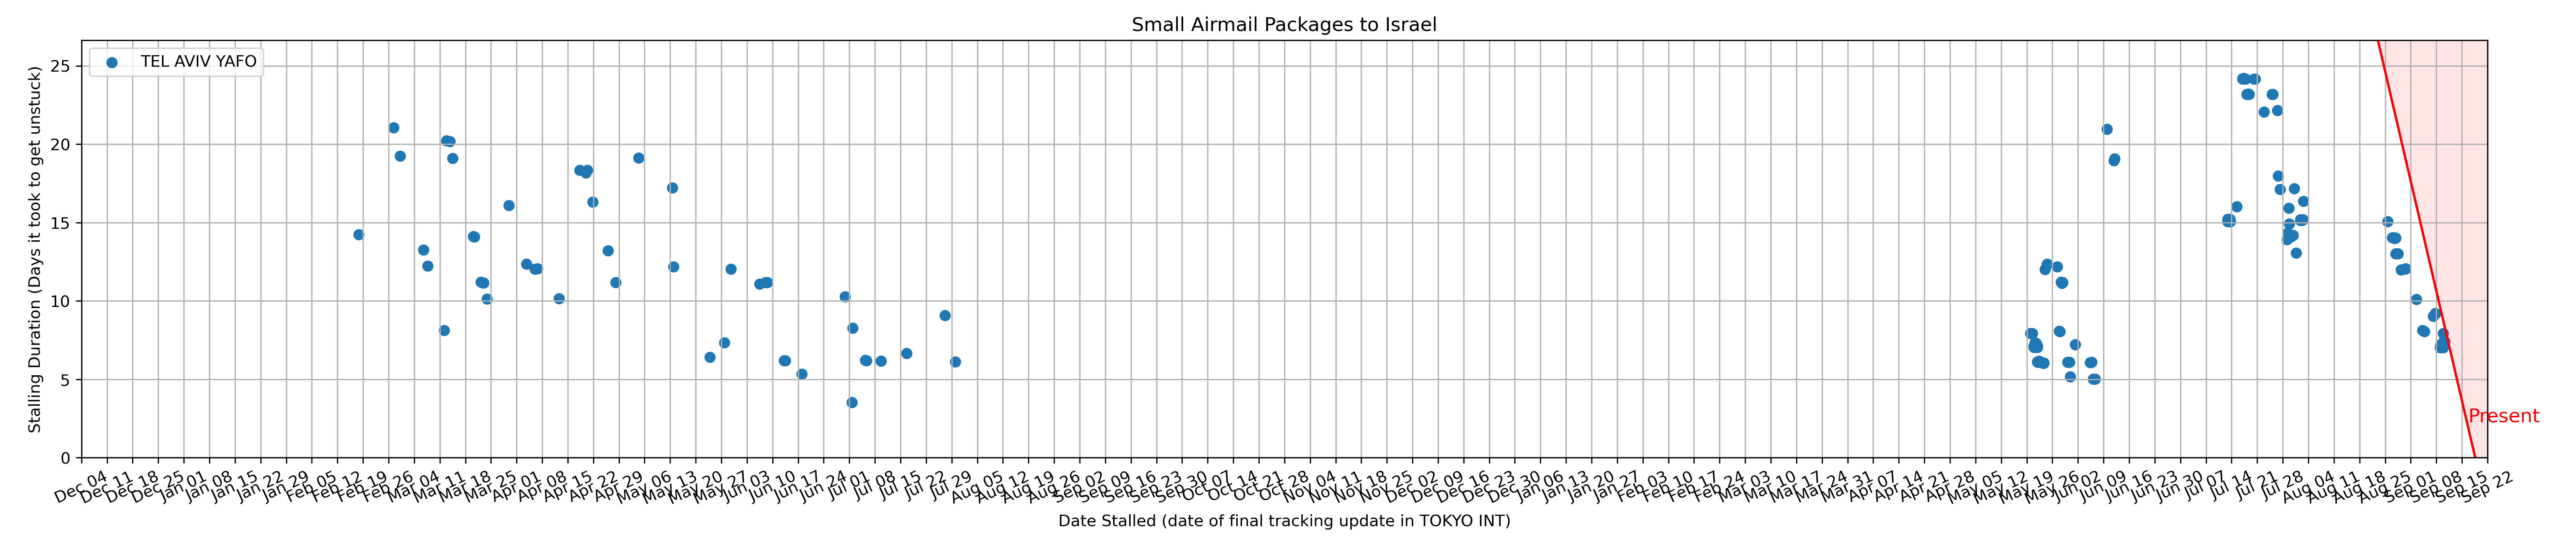 Small Airmail Packages to Israel
TEL AVIV YAFO
Stalling Duration (Days it took to get unstuck)
25
20
15
10
5
0
Present
Dec 04
Dec 11
Dec 18
Dec 25
Jan 01
Jan 08
Jan 15
Jan 22
Jan 29
Feb 05
Feb 12
Feb 19
Feb 26
Mar 04
Mar 11
Mar 18
Mar 25
Apr 01
Apr 08
Apr 15
Apr 22
Apr 29
May 06
May 13
May 20
May 27
Jun 03
Jun 10
Jun 17
Jun 24
Jul 01
Jul 08
Jul 15
Jul 22
Jul 29
Aug 05
Aug 12
Aug 19
Aug 26
Sep 02
Sep 09
Sep 16
Sep 23
Sep 30
Oct 07
Oct 14
Oct 21
Oct 28
Nov 04
Nov 11
Nov 18
Nov 25
Dec 02
Dec 09
Dec 16
Dec 23
Dec 30
Jan 06
Jan 13
Jan 20
Jan 27
Feb 03
Feb 10
Feb 17
Feb 24
Mar 03
Mar 10
Mar 17
Mar 24
Mar 31
Apr 07
Apr 14
Apr 21
Apr 28
May 05
May 12
May 19
May 26
Jun 02
Jun 09
Jun 16
Jun 23
Jun 30
Jul 07
Jul 14
Jul 21
Jul 28
Aug 04
Aug 11
Aug 18
Aug 25
Sep 01
Sep 08
Sep 15
Sep 22
Date Stalled (date of final tracking update in TOKYO INT)